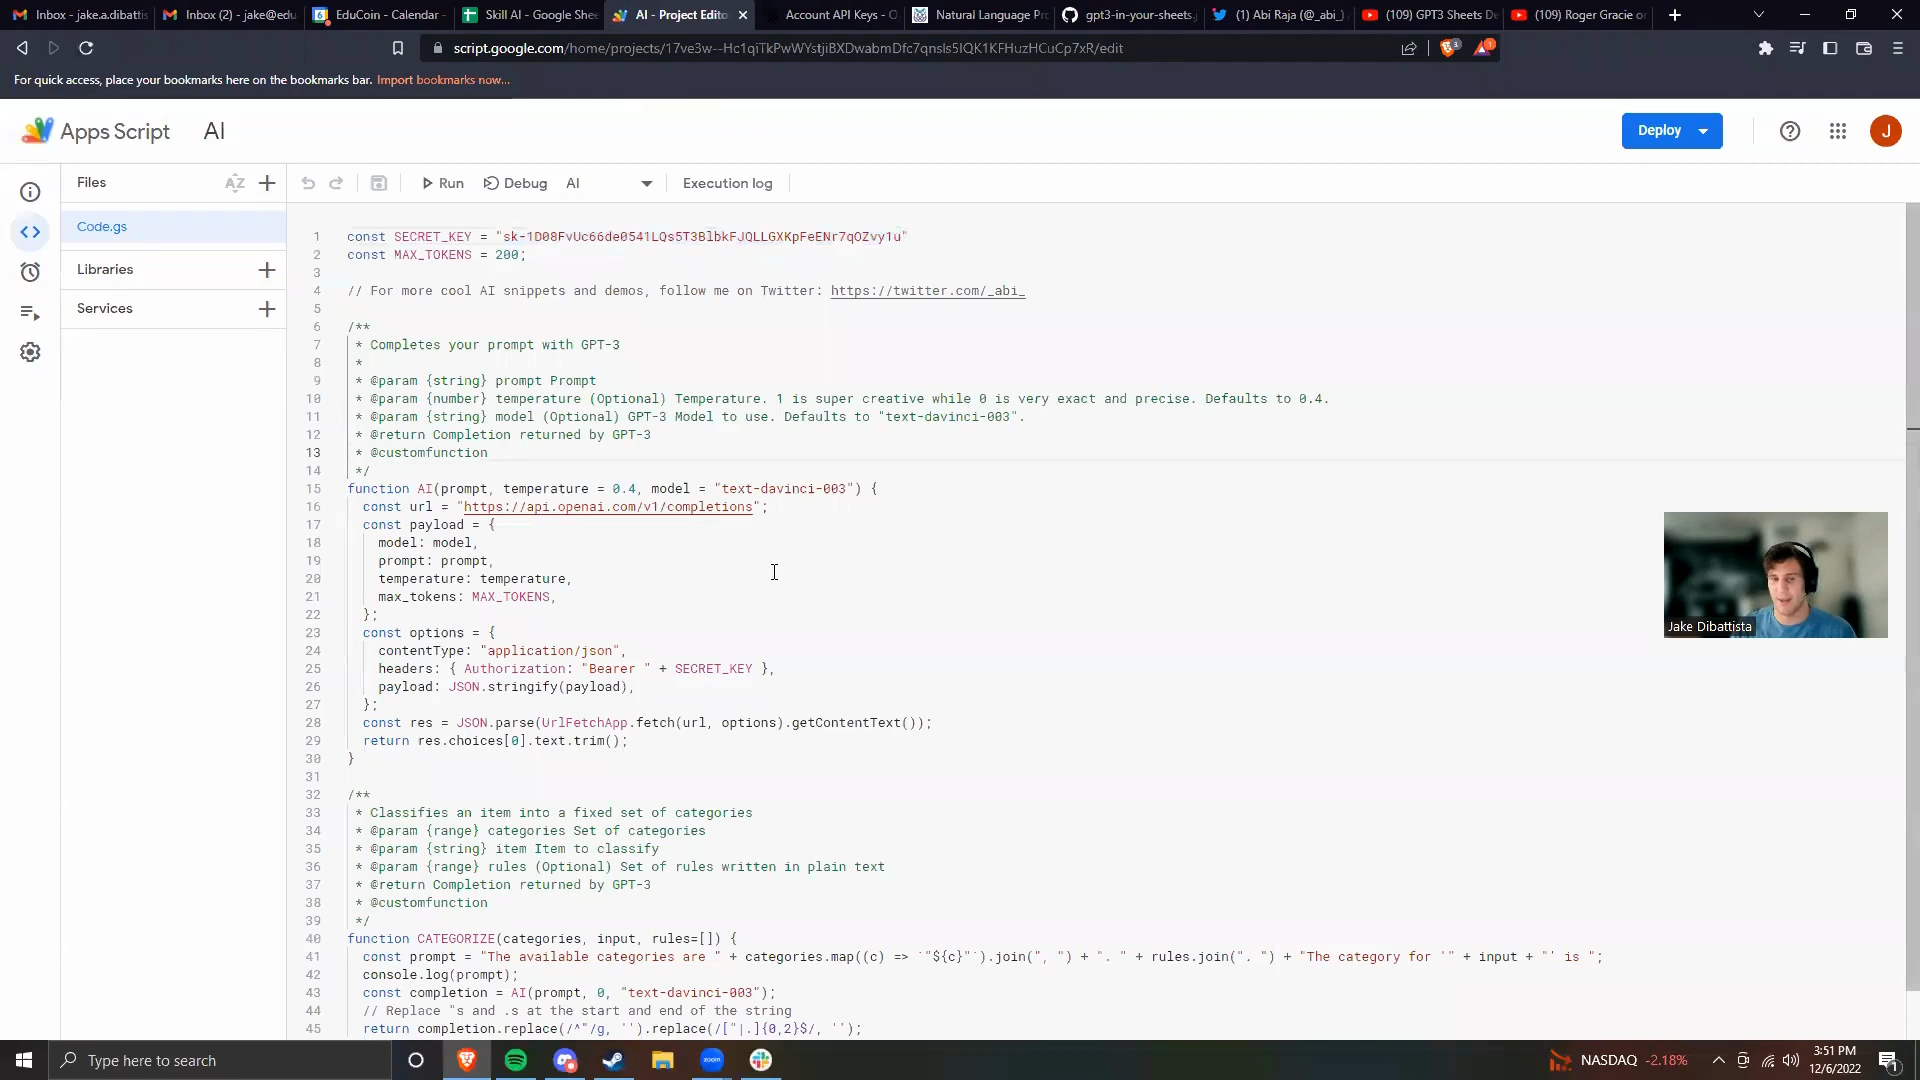 Inbox - jake.a.dibattis
Inbox (2) - jake@edu
EduCoin - Calendar -
Skill AI - Google Shee
AI - Project Edito
Account API Keys - O
Natural Language Pr
gpt3-in-your-sheets.
(1) Abi Raja (@_abi_)
(109) GPT3 Sheets De
(109) Roger Gracie or
script.google.com/home/projects/17ve3w--Hc1qiTkPwWYstjiBXDwabmDfc7qnsls5IQK1KFHuzHCuCp7xR/edit
For quick access, place your bookmarks here on the bookmarks bar. Import bookmarks now...
Apps Script AI
Deploy
J
Files
AZ
Run
Debug
AI
Execution log
Code.gs
Libraries
Services
1 const SECRET_KEY = "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"
2 const MAX_TOKENS = 200;
3
4 // For more cool AI snippets and demos, follow me on Twitter: https://twitter.com/_abi_
5
6 /**
7 * Completes your prompt with GPT-3
8 *
9 * @param {string} prompt Prompt
10 * @param {number} temperature (Optional) Temperature. 1 is super creative while 0 is very exact and precise. Defaults to 0.4.
11 * @param {string} model (Optional) GPT-3 Model to use. Defaults to "text-davinci-003".
12 * @return Completion returned by GPT-3
13 * @customfunction
14 */
15 function AI(prompt, temperature = 0.4, model = "text-davinci-003") {
16 const url = "https://api.openai.com/v1/completions";
17 const payload = {
18 model: model,
19 prompt: prompt,
20 temperature: temperature,
21 max_tokens: MAX_TOKENS,
22 };
23 const options = {
24 contentType: "application/json",
25 headers: { Authorization: "Bearer " + SECRET_KEY },
26 payload: JSON.stringify(payload),
27 };
28 const res = JSON.parse(UrlFetchApp.fetch(url, options).getContentText());
29 return res.choices[0].text.trim();
30 }
31
32 /**
33 * Classifies an item into a fixed set of categories
34 * @param {range} categories Set of categories
35 * @param {string} item Item to classify
36 * @param {range} rules (Optional) Set of rules written in plain text
37 * @return Completion returned by GPT-3
38 * @customfunction
39 */
40 function CATEGORIZE(categories, input, rules=[]) {
41 const prompt = "The available categories are " + categories.map((c) => `"${c}"`).join(", ") + ". " + rules.join(". ") + "The category for '" + input + "' is ";
42 console.log(prompt);
43 const completion = AI(prompt, 0, "text-davinci-003");
44 // Replace "s and .s at the start and end of the string
45 return completion.replace(/^"/g, '').replace(/["|.]{0,2}$/, '');
Jake Dibattista
Type here to search
zoom
NASDAQ -2.18%
3:51 PM
12/6/2022